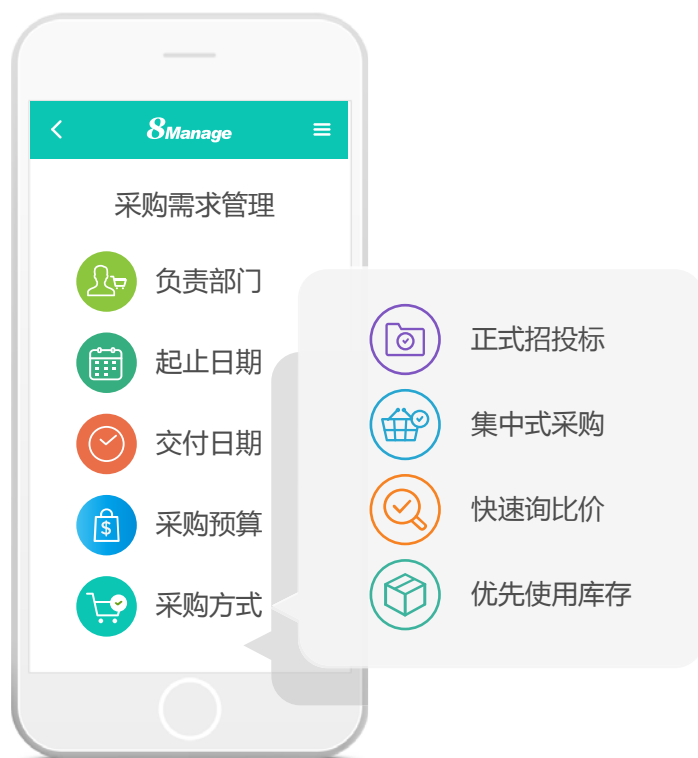 8Manage
采购需求管理
负责部门
起止日期
交付日期
采购预算
$
采购方式
正式招投标
集中式采购
快速询比价
优先使用库存